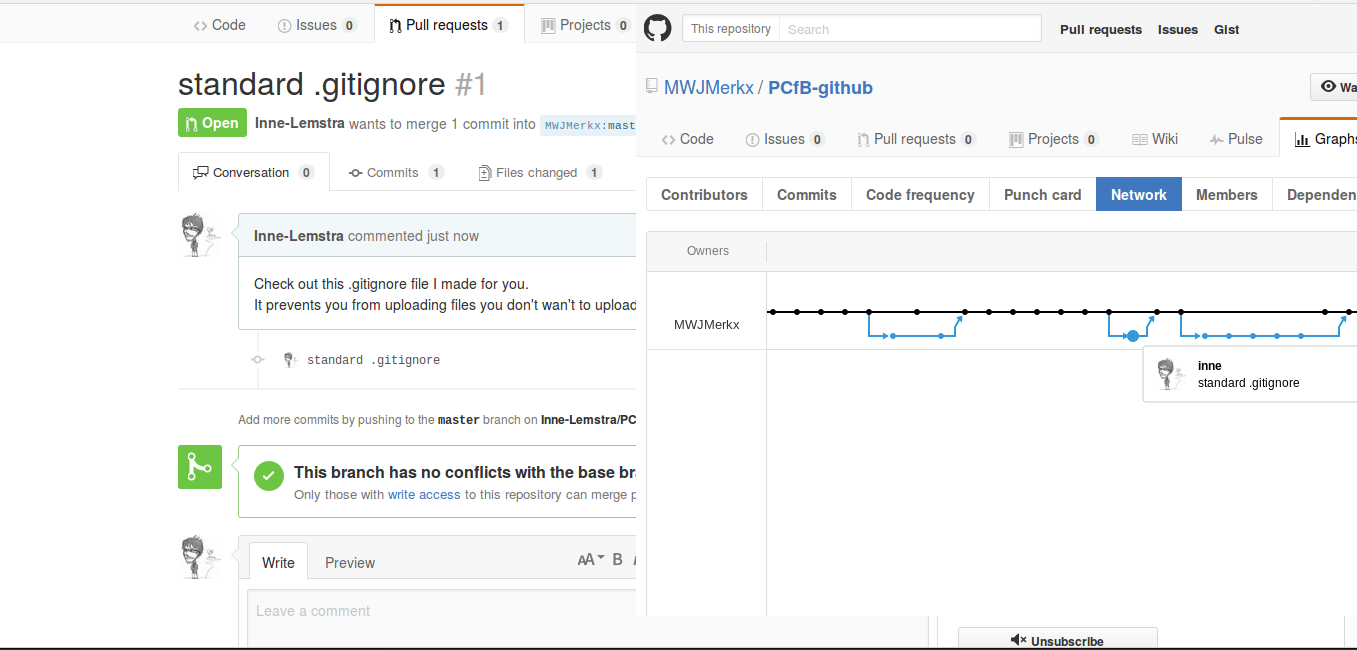 Code Issues 0 Pull requests 1 Projects 0
standard .gitignore #1
Open Inne-Lemstra wants to merge 1 commit into MWJMerkx:mast
Conversation 0 Commits 1 Files changed 1
Inne-Lemstra commented just now
Check out this .gitignore file I made for you.
It prevents you from uploading files you don't wan't to upload
standard .gitignore
Add more commits by pushing to the master branch on Inne-Lemstra/PC
This branch has no conflicts with the base bra
Only those with write access to this repository can merge p
Write Preview AA B
Leave a comment
This repository Search Pull requests Issues Gist
MWJMerkx / PCfB-github Wa
Code Issues 0 Pull requests 0 Projects 0 Wiki Pulse Graphs
Contributors Commits Code frequency Punch card Network Members Dependen
Owners
MWJMerkx
inne
standard .gitignore
Unsubscribe